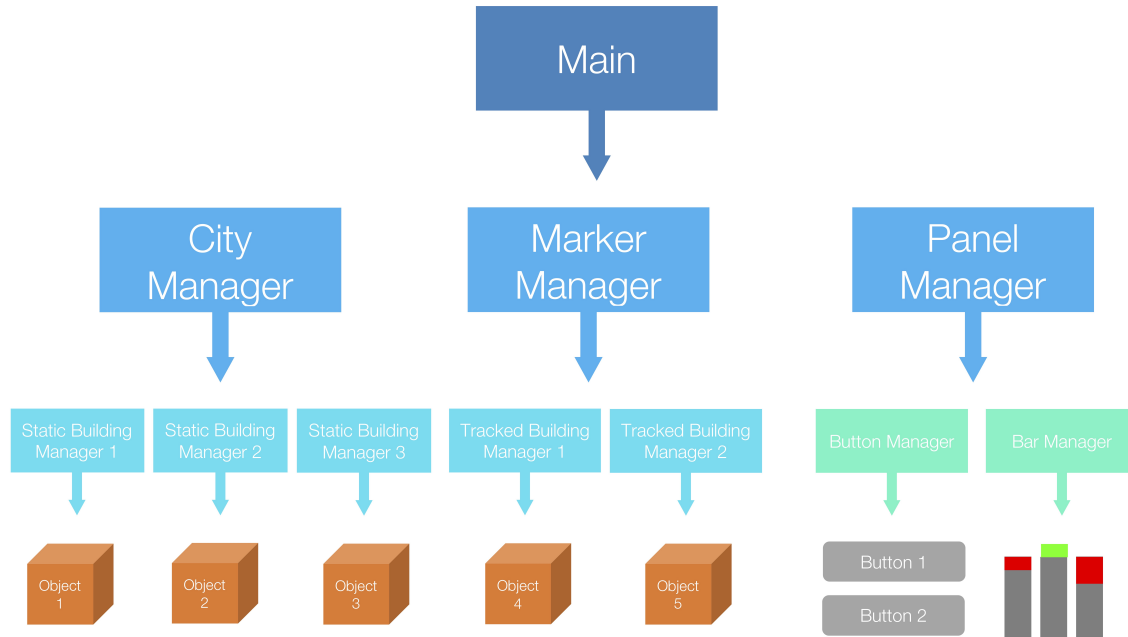 Main
City
Manager
Marker
Manager
Panel
Manager
Static Building
Manager 1
Static Building
Manager 2
Static Building
Manager 3
Tracked Building
Manager 1
Tracked Building
Manager 2
Button Manager
Bar Manager
Object
1
Object
2
Object
3
Object
4
Object
5
Button 1
Button 2